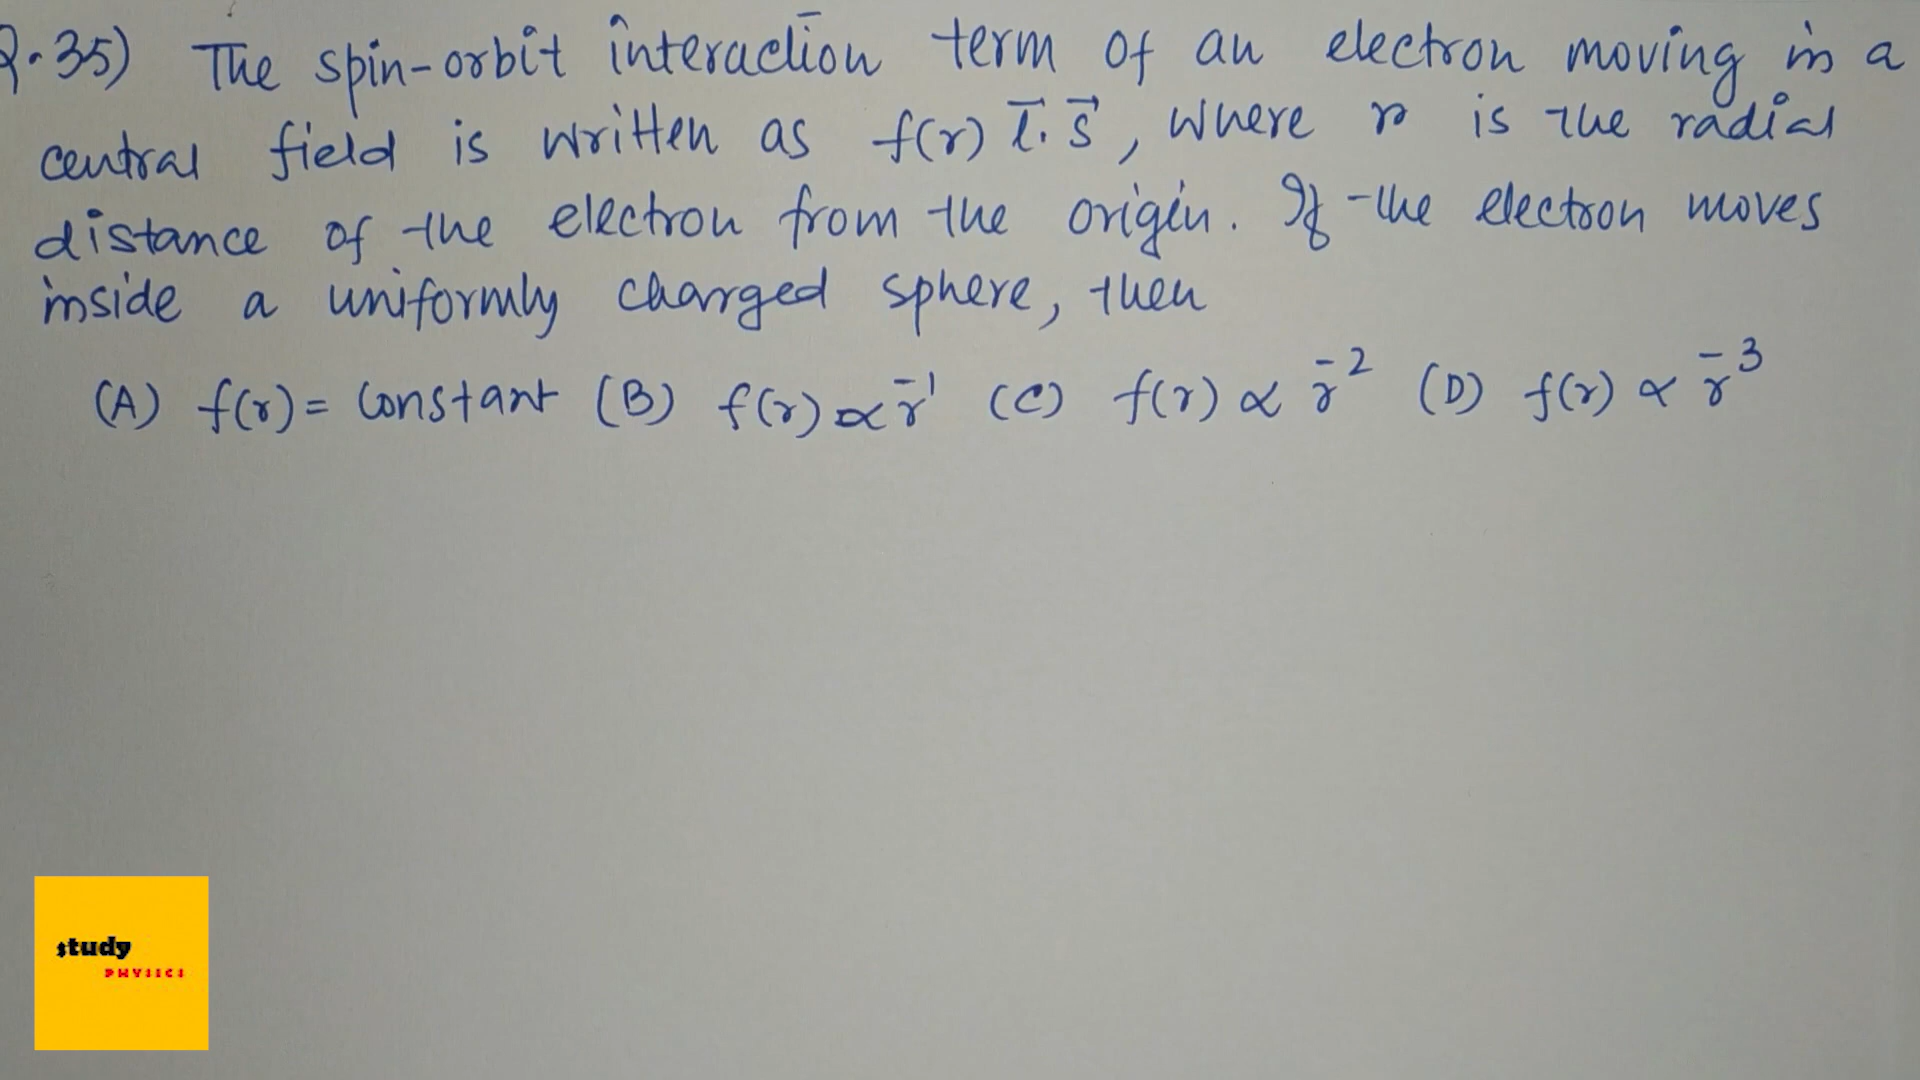 Q.35) The spin-orbit interaction term of an electron moving in a
central field is written as f(r) l⃗.s⃗, where r is the radial
distance of the electron from the origin. If the electron moves
inside a uniformly charged sphere, then
(A) f(r) = constant (B) f(r) ∝ r⁻¹ (C) f(r) ∝ r⁻² (D) f(r) ∝ r⁻³
study
PHYSICS